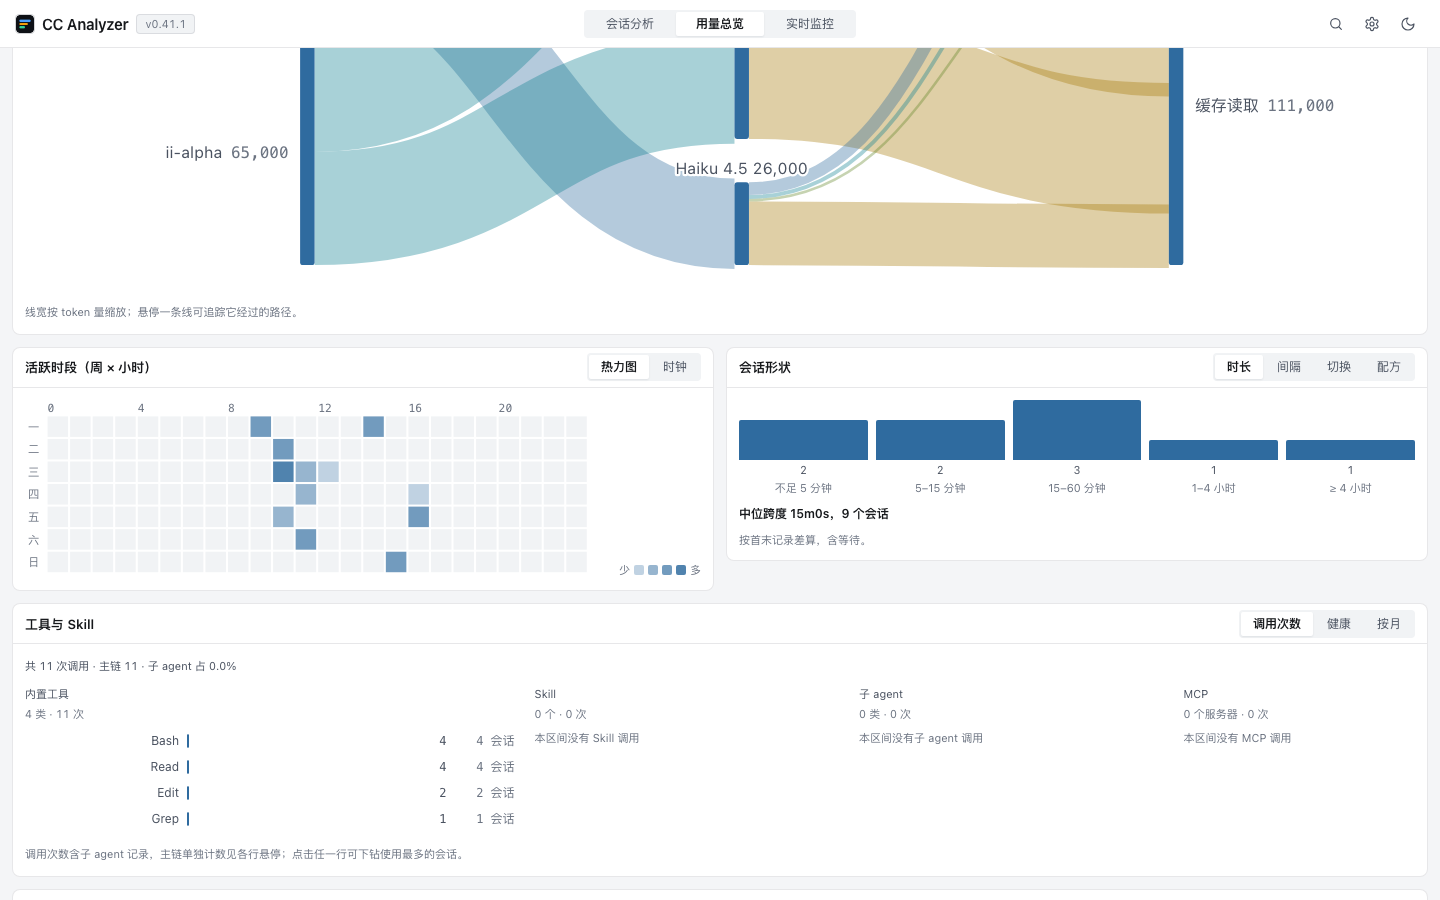 CC Analyzer v0.41.1 会话分析 用量总览 实时监控
缓存读取 111,000
ii-alpha 65,000
Haiku 4.5 26,000
线宽按 token 量缩放；悬停一条线可追踪它经过的路径。
活跃时段（周 × 小时） 热力图 时钟
0 4 8 12 16 20
一
二
三
四
五
六
日
少 多
会话形状 时长 间隔 切换 配方
2 2 3 1 1
不足 5 分钟 5–15 分钟 15–60 分钟 1–4 小时 ≥ 4 小时
中位跨度 15m0s，9 个会话
按首末记录差算，含等待。
工具与 Skill 调用次数 健康 按月
共 11 次调用 · 主链 11 · 子 agent 占 0.0%
内置工具
4 类 · 11 次
Bash 4 4 会话
Read 4 4 会话
Edit 2 2 会话
Grep 1 1 会话
Skill
0 个 · 0 次
本区间没有 Skill 调用
子 agent
0 类 · 0 次
本区间没有子 agent 调用
MCP
0 个服务器 · 0 次
本区间没有 MCP 调用
调用次数含子 agent 记录，主链单独计数见各行悬停；点击任一行可下钻使用最多的会话。